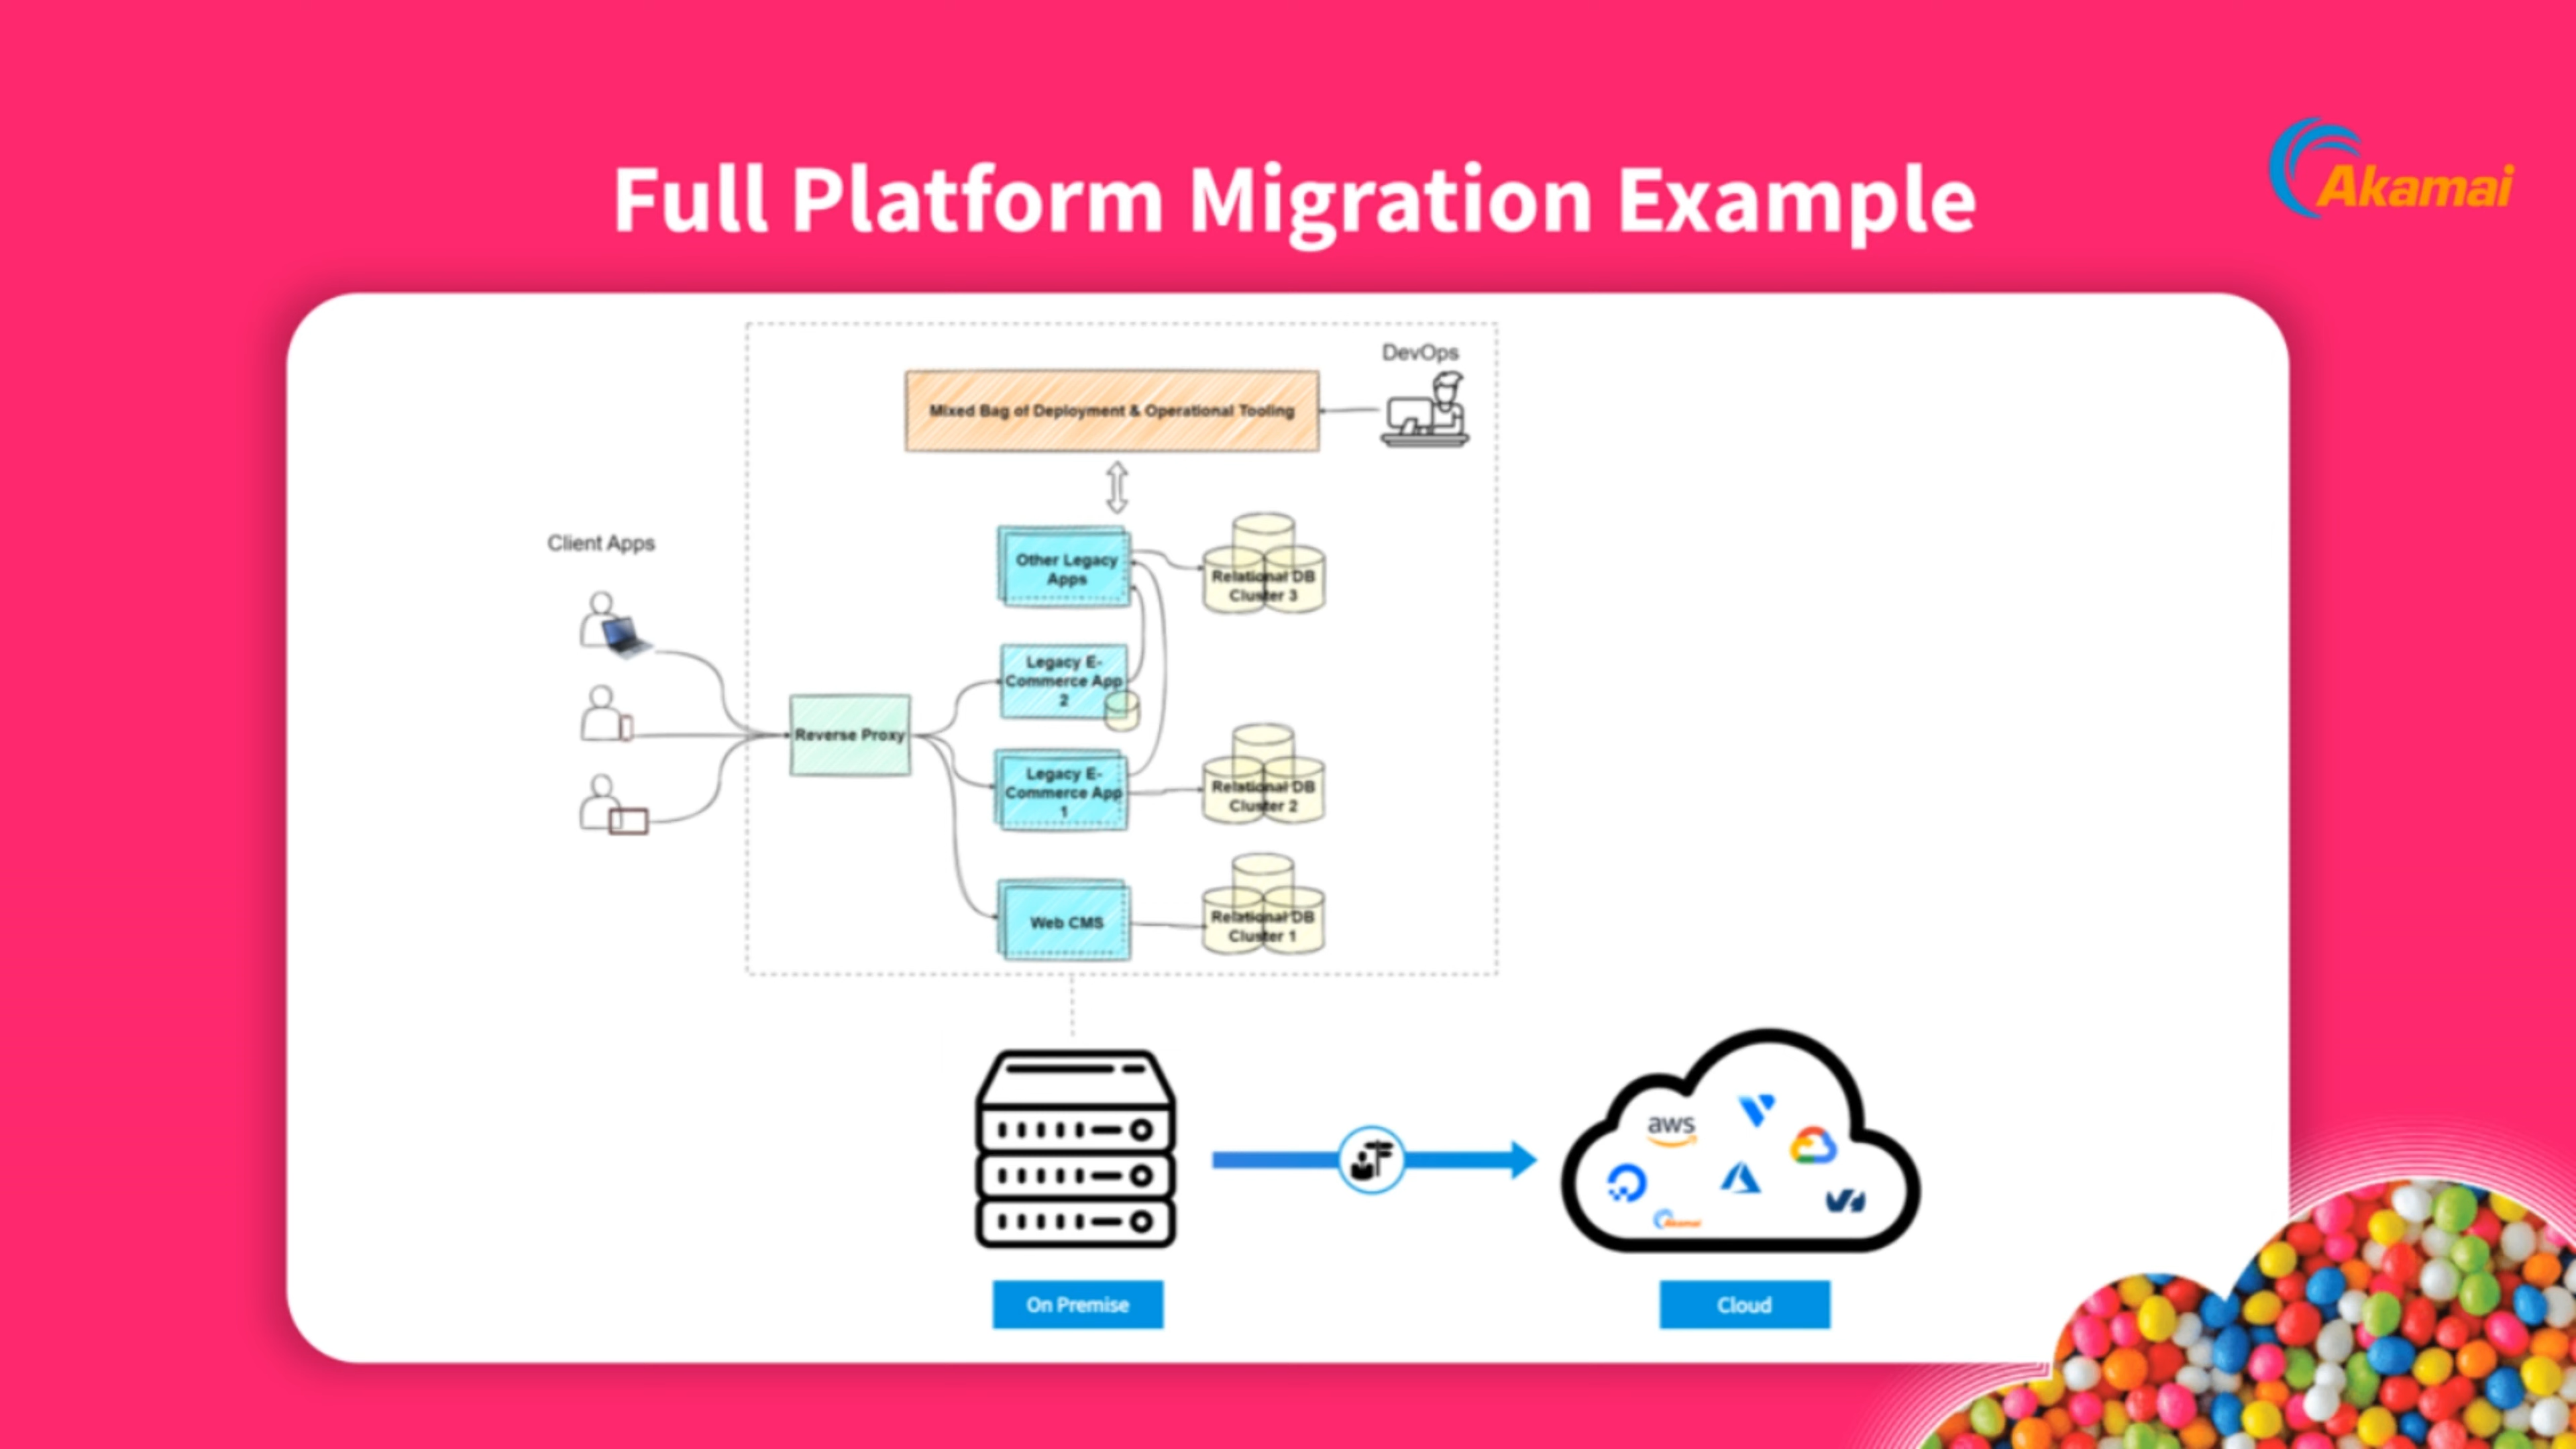 Full Platform Migration Example
Akamai
DevOps
Mixed Bag of Deployment & Operational Tooling
Client Apps
Other Legacy
Apps
Relational DB
Cluster 3
Legacy E-
Commerce App
2
Reverse Proxy
Legacy E-
Commerce App
1
Relational DB
Cluster 2
Web CMS
Relational DB
Cluster 1
aws
Akamai
On Premise
Cloud